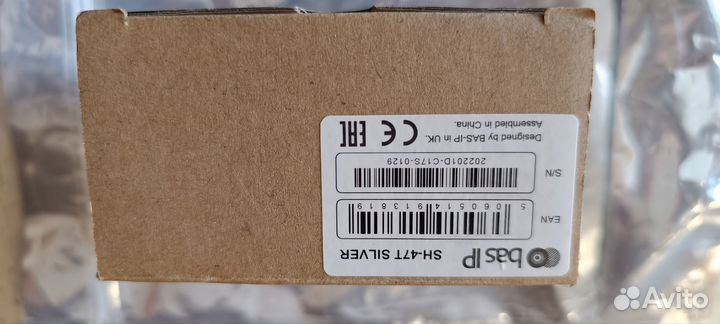 bas IP
SH-47T SILVER
EAN
5 060514 913819
S/N
202201D-C17S-0129
Designed by BAS-IP in UK.
Assembled in China.
CE EAC
Avito